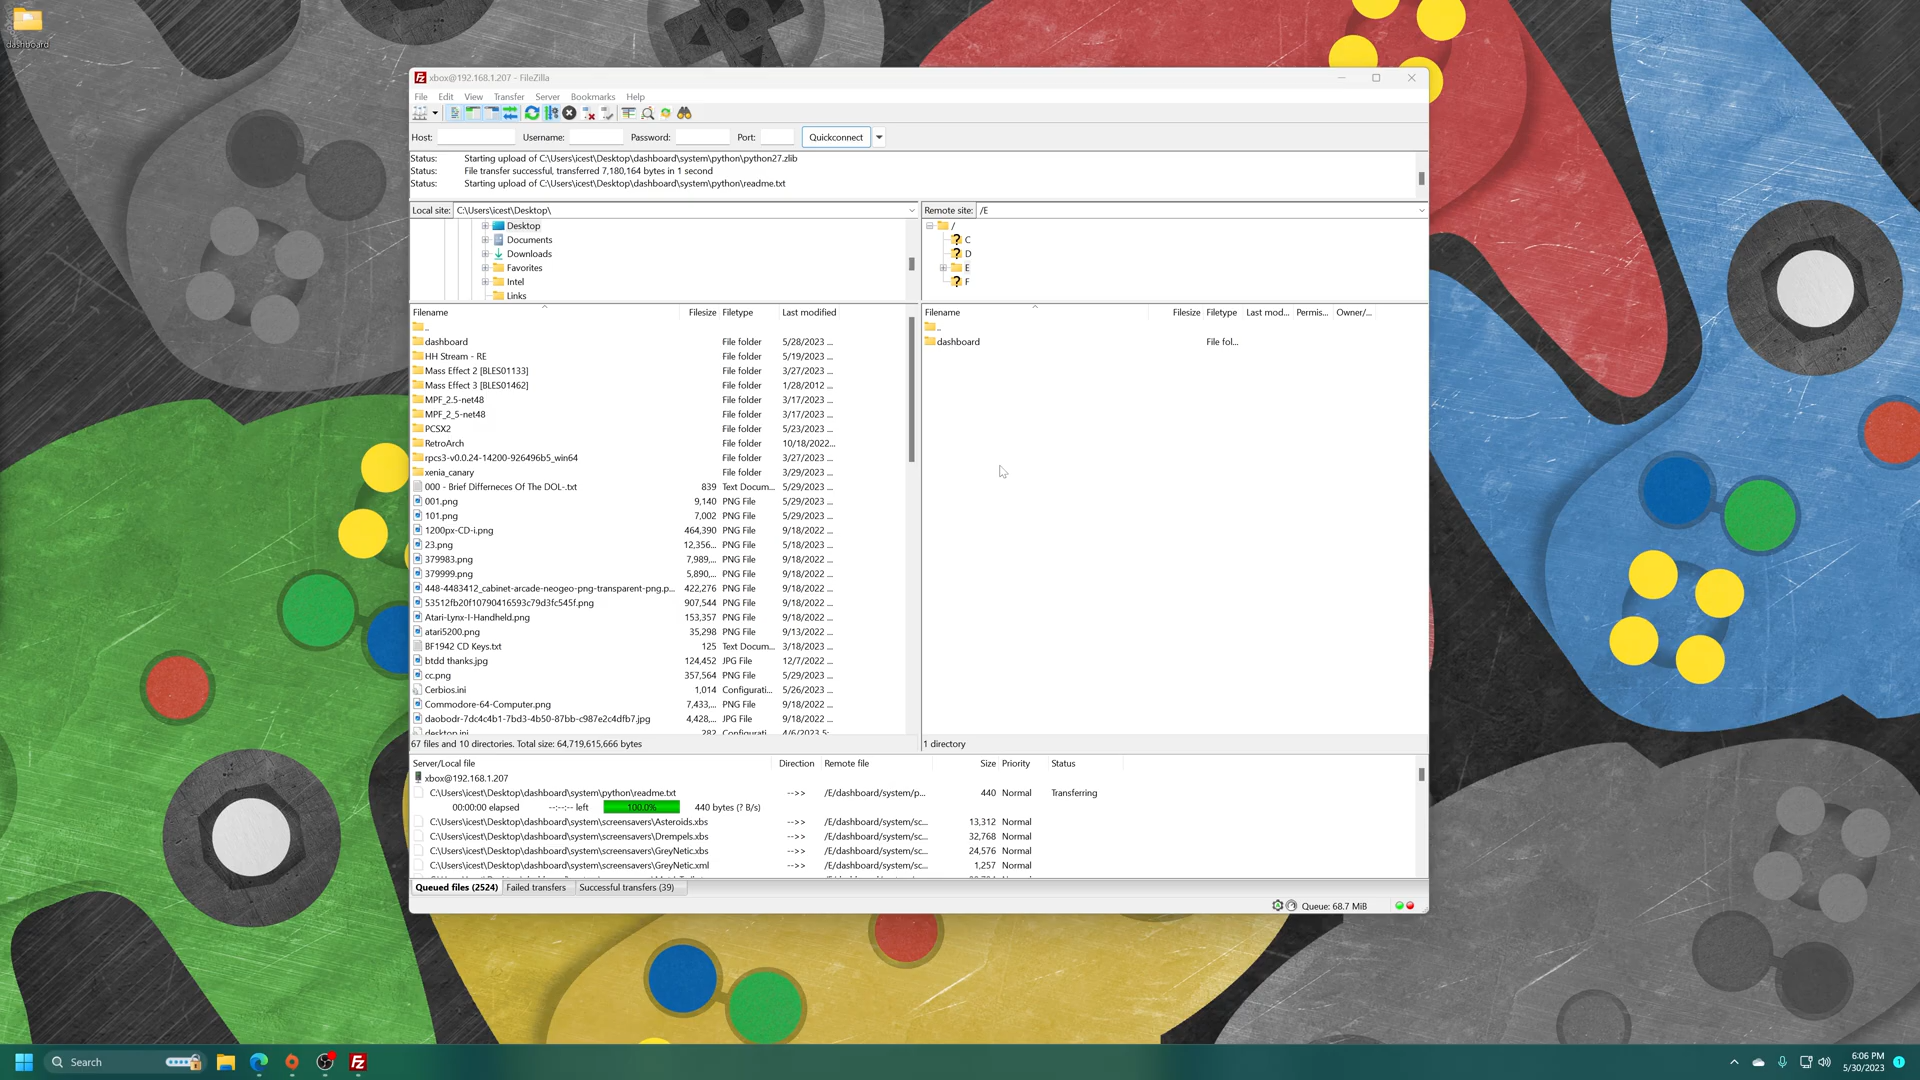 dashboard
xbox@192.168.1.207 - FileZilla
File Edit View Transfer Server Bookmarks Help
Host: Username: Password: Port: Quickconnect
Status: Starting upload of C:\Users\icest\Desktop\dashboard\system\python\python27.zlib
Status: File transfer successful, transferred 7,180,164 bytes in 1 second
Status: Starting upload of C:\Users\icest\Desktop\dashboard\system\python\readme.txt
Local site: C:\Users\icest\Desktop\
Desktop
Documents
Downloads
Favorites
Intel
Links
Remote site: /E
/
C
D
E
F
Filename Filesize Filetype Last modified
..
dashboard File folder 5/28/2023 ...
HH Stream - RE File folder 5/19/2023 ...
Mass Effect 2 [BLES01133] File folder 3/27/2023 ...
Mass Effect 3 [BLES01462] File folder 1/28/2012 ...
MPF_2.5-net48 File folder 3/17/2023 ...
MPF_2_5-net48 File folder 3/17/2023 ...
PCSX2 File folder 5/23/2023 ...
RetroArch File folder 10/18/2022...
rpcs3-v0.0.24-14200-926496b5_win64 File folder 3/27/2023 ...
xenia_canary File folder 3/29/2023 ...
000 - Brief Differneces Of The DOL-.txt 839 Text Docum... 5/29/2023 ...
001.png 9,140 PNG File 5/29/2023 ...
101.png 7,002 PNG File 5/29/2023 ...
1200px-CD-i.png 464,390 PNG File 9/18/2022 ...
23.png 12,356... PNG File 5/18/2023 ...
379983.png 7,989,... PNG File 9/18/2022 ...
379999.png 5,890,... PNG File 9/18/2022 ...
448-4483412_cabinet-arcade-neogeo-png-transparent-png.p... 422,276 PNG File 9/18/2022 ...
53512fb20f10790416593c79d3fc545f.png 907,544 PNG File 9/18/2022 ...
Atari-Lynx-I-Handheld.png 153,357 PNG File 9/18/2022 ...
atari5200.png 35,298 PNG File 9/13/2022 ...
BF1942 CD Keys.txt 125 Text Docum... 3/18/2023 ...
btdd thanks.jpg 124,452 JPG File 12/7/2022 ...
cc.png 357,564 PNG File 5/29/2023 ...
Cerbios.ini 1,014 Configurati... 5/26/2023 ...
Commodore-64-Computer.png 7,433,... PNG File 9/18/2022 ...
daobodr-7dc4c4b1-7bd3-4b50-87bb-c987e2c4dfb7.jpg 4,428,... JPG File 9/18/2022 ...
desktop.ini 282 Configurati... 4/6/2023 5:...
67 files and 10 directories. Total size: 64,719,615,666 bytes
Filename Filesize Filetype Last mod... Permis... Owner/...
..
dashboard File fol...
1 directory
Server/Local file Direction Remote file Size Priority Status
xbox@192.168.1.207
C:\Users\icest\Desktop\dashboard\system\python\readme.txt -->> /E/dashboard/system/p... 440 Normal Transferring
00:00:00 elapsed --:--:-- left 100.0% 440 bytes (? B/s)
C:\Users\icest\Desktop\dashboard\system\screensavers\Asteroids.xbs -->> /E/dashboard/system/sc... 13,312 Normal
C:\Users\icest\Desktop\dashboard\system\screensavers\Drempels.xbs -->> /E/dashboard/system/sc... 32,768 Normal
C:\Users\icest\Desktop\dashboard\system\screensavers\GreyNetic.xbs -->> /E/dashboard/system/sc... 24,576 Normal
C:\Users\icest\Desktop\dashboard\system\screensavers\GreyNetic.xml -->> /E/dashboard/system/sc... 1,257 Normal
Queued files (2524) Failed transfers Successful transfers (39)
Queue: 68.7 MiB
Search
6:06 PM
5/30/2023
1